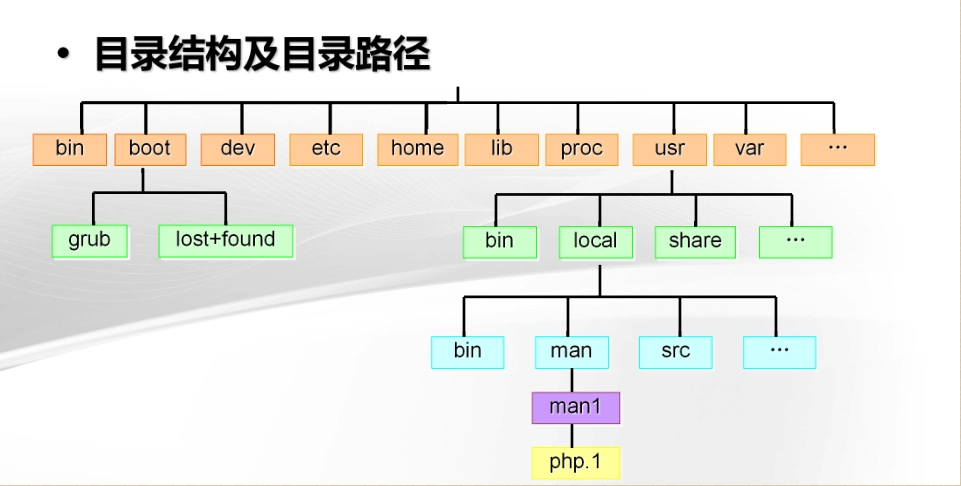 • 目录结构及目录路径
bin boot dev etc home lib proc usr var ...
grub lost+found bin local share ...
bin man src ...
man1
php.1